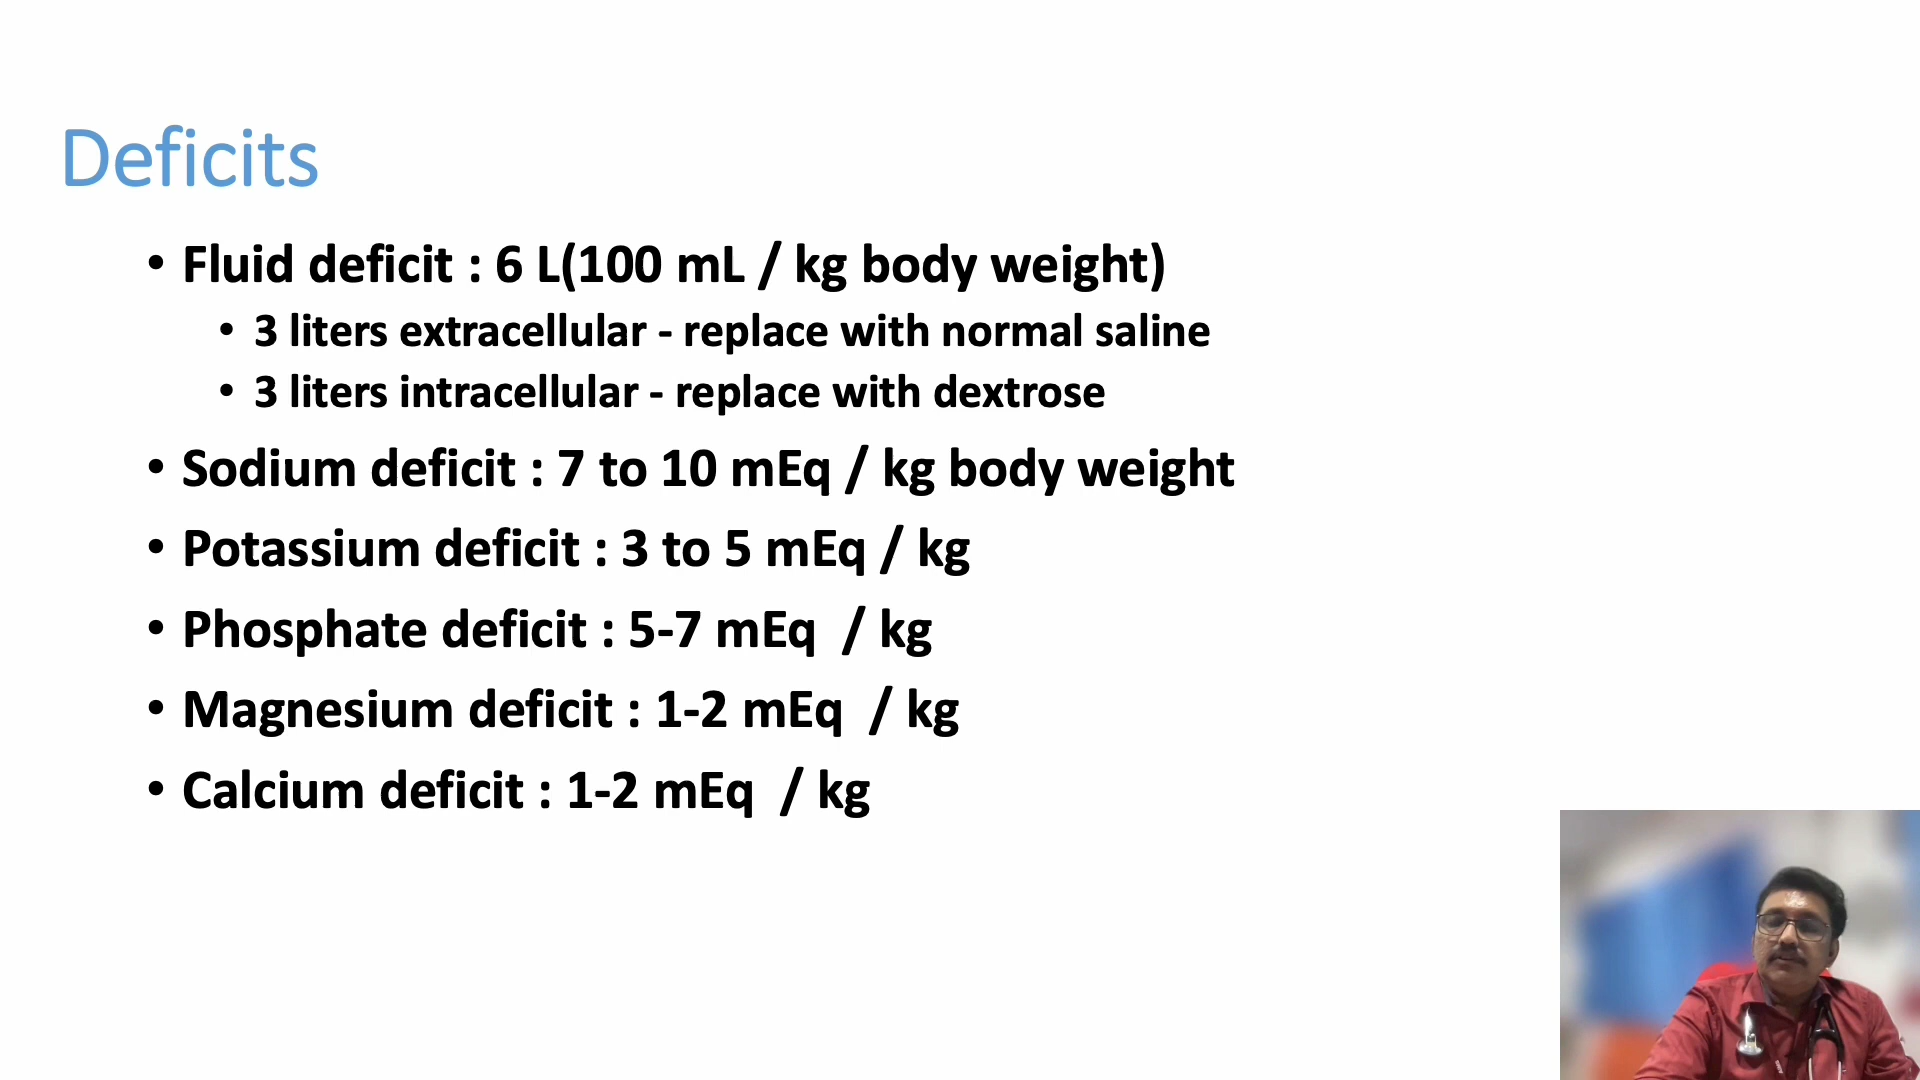 Deficits
• Fluid deficit : 6 L(100 mL / kg body weight)
• 3 liters extracellular - replace with normal saline
• 3 liters intracellular - replace with dextrose
• Sodium deficit : 7 to 10 mEq / kg body weight
• Potassium deficit : 3 to 5 mEq / kg
• Phosphate deficit : 5-7 mEq  / kg
• Magnesium deficit : 1-2 mEq  / kg
• Calcium deficit : 1-2 mEq  / kg